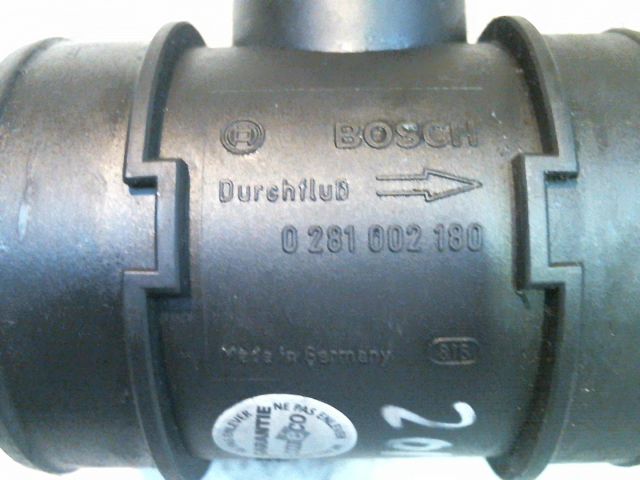 BOSCH
Durchfluß
0 281 002 180
Made in Germany
NE PAS ENLEVER
GARANTIE